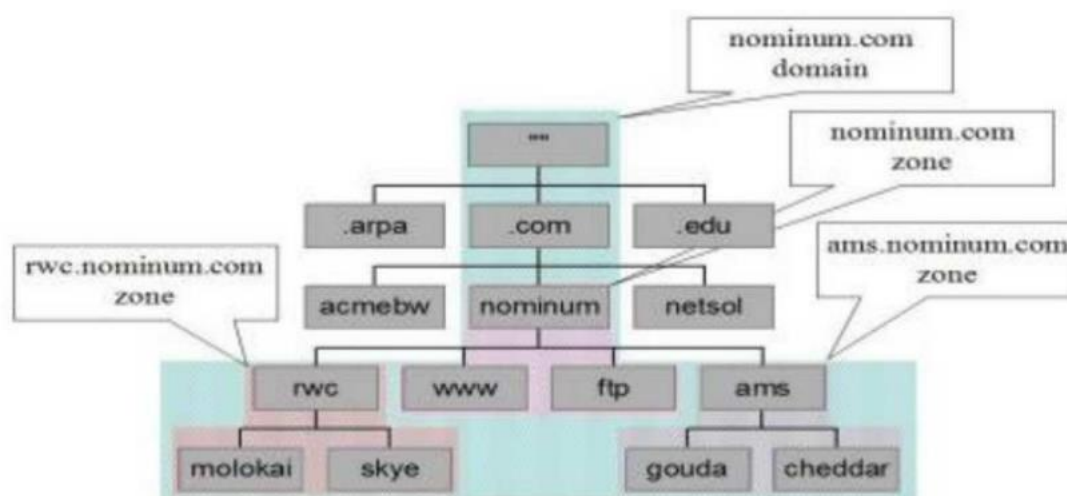 nominum.com
domain
""
nominum.com
zone
.arpa
.com
.edu
rwc.nominum.com
zone
ams.nominum.com
zone
acmebw
nominum
netsol
rwc
www
ftp
ams
molokai
skye
gouda
cheddar